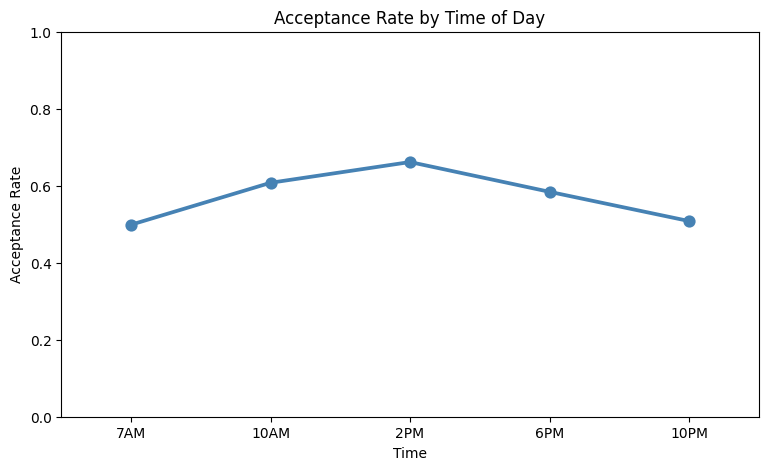 Acceptance Rate by Time of Day
1.0
0.8
0.6
0.4
0.2
0.0
Acceptance Rate
7AM 10AM 2PM 6PM 10PM
Time